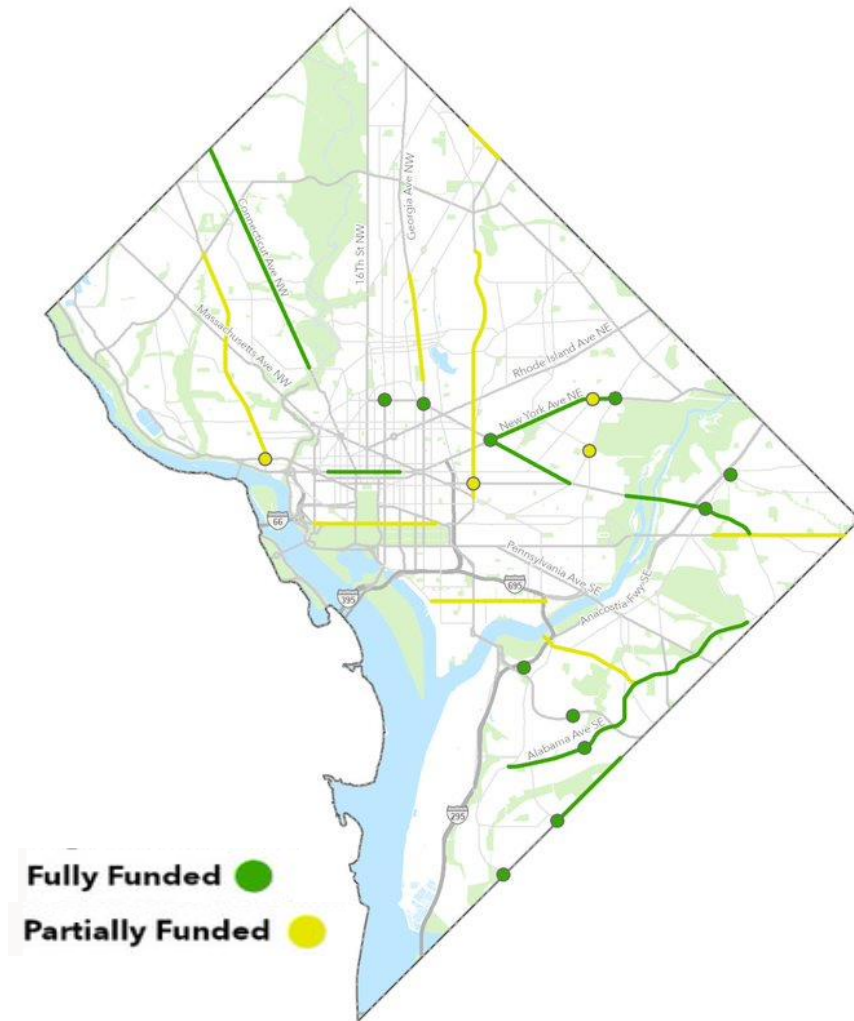 Connecticut Ave NW
16Th St NW
Georgia Ave NW
Massachusetts Ave NW
Rhode Island Ave NE
New York Ave NE
66
Pennsylvania Ave SE
695
395
Anacostia Fwy SE
Alabama Ave SE
295
Fully Funded
Partially Funded